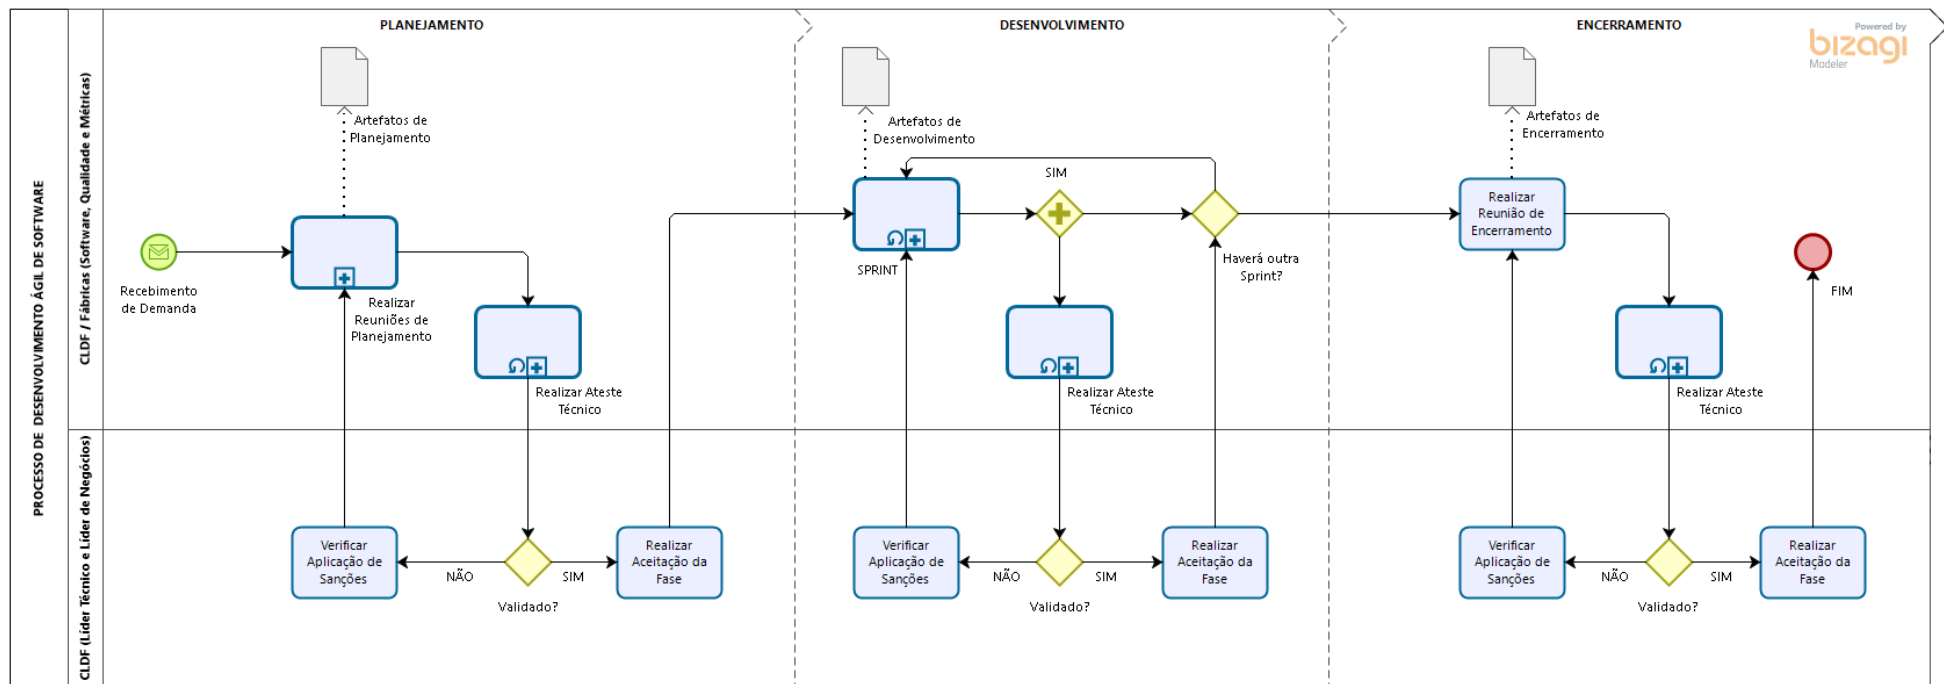 PROCESSO DE DESENVOLVIMENTO ÁGIL DE SOFTWARE
CLDF / Fábricas (Software, Qualidade e Métricas)
CLDF (Líder Técnico e Líder de Negócios)
PLANEJAMENTO
Artefatos de
Planejamento
Recebimento
de Demanda
Realizar
Reuniões de
Planejamento
Realizar Ateste
Técnico
Verificar
Aplicação de
Sanções
NÃO
SIM
Validado?
Realizar
Aceitação da
Fase
DESENVOLVIMENTO
Artefatos de
Desenvolvimento
SIM
SPRINT
Haverá outra
Sprint?
Realizar Ateste
Técnico
Verificar
Aplicação de
Sanções
NÃO
SIM
Validado?
Realizar
Aceitação da
Fase
ENCERRAMENTO
Powered by
bizagi
Modeler
Artefatos de
Encerramento
Realizar
Reunião de
Encerramento
FIM
Realizar Ateste
Técnico
Verificar
Aplicação de
Sanções
NÃO
SIM
Validado?
Realizar
Aceitação da
Fase